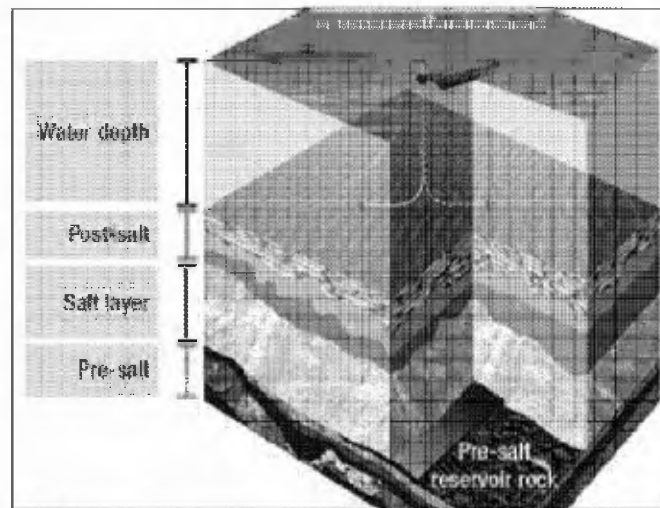 Water depth
Post-salt
Salt layer
Pre-salt
Pre-salt
reservoir rock